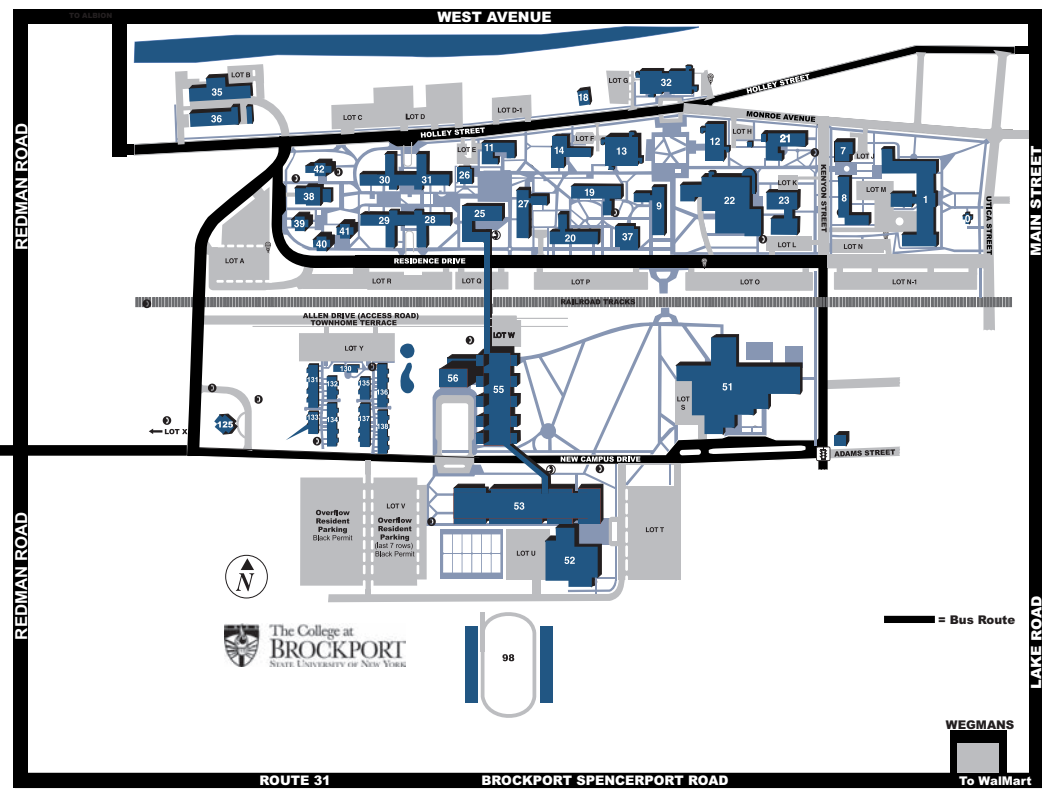 TO ALBION
WEST AVENUE
LOT B
35
36
LOT G
32
18
HOLLEY STREET
LOT C
LOT D
LOT D-1
HOLLEY STREET
MONROE AVENUE
LOT E
11
LOT F
14
13
12
LOT H
21
7
LOT J
REDMAN ROAD
MAIN STREET
42
30
31
26
38
39
41
40
29
28
25
27
19
20
37
9
22
LOT K
23
LOT L
KENYON STREET
8
LOT M
1
LOT N
0
UTICA STREET
RESIDENCE DRIVE
LOT A
LOT R
LOT Q
LOT P
LOT O
LOT N-1
RAILROAD TRACKS
ALLEN DRIVE (ACCESS ROAD)
TOWNHOME TERRACE
LOT W
LOT Y
130
131
132
135
136
133
134
137
138
56
55
51
LOT
S
125
LOT X
NEW CAMPUS DRIVE
ADAMS STREET
Overflow
Resident
Parking
Black Permit
LOT V
Overflow
Resident
Parking
(last 7 rows)
Black Permit
53
LOT U
52
LOT T
REDMAN ROAD
LAKE ROAD
N
The College at
BROCKPORT
STATE UNIVERSITY OF NEW YORK
98
= Bus Route
WEGMANS
ROUTE 31
BROCKPORT SPENCERPORT ROAD
To WalMart